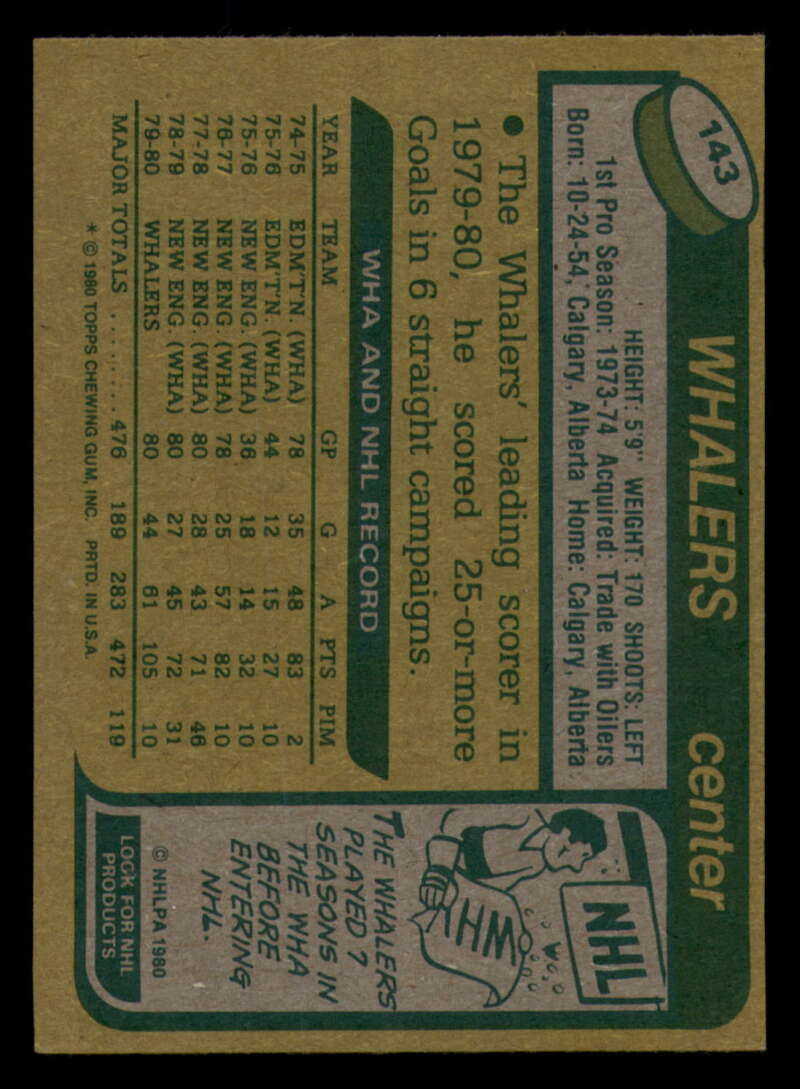 143
WHALERS center
HEIGHT: 5'9" WEIGHT: 170 SHOOTS: LEFT
1st Pro Season: 1973-74 Acquired: Trade with Oilers
Born: 10-24-54, Calgary, Alberta Home: Calgary, Alberta
• The Whalers' leading scorer in
1979-80, he scored 25-or-more
Goals in 6 straight campaigns.
WHA AND NHL RECORD
YEAR TEAM GP G A PTS PIM
74-75 EDM'T'N. (WHA) 78 35 48 83 2
75-76 EDM'T'N. (WHA) 44 12 15 27 10
75-76 NEW ENG. (WHA) 36 18 14 32 10
76-77 NEW ENG. (WHA) 78 25 57 82 10
77-78 NEW ENG. (WHA) 80 28 43 71 46
78-79 NEW ENG. (WHA) 80 27 45 72 31
79-80 WHALERS 80 44 61 105 10
MAJOR TOTALS ........ 476 189 283 472 119
* © 1980 TOPPS CHEWING GUM, INC. PRTD. IN U.S.A.
NHL
WH
THE WHALERS
PLAYED 7
SEASONS IN
THE WHA
BEFORE
ENTERING
NHL.
© NHLPA 1980
LOOK FOR NHL
PRODUCTS